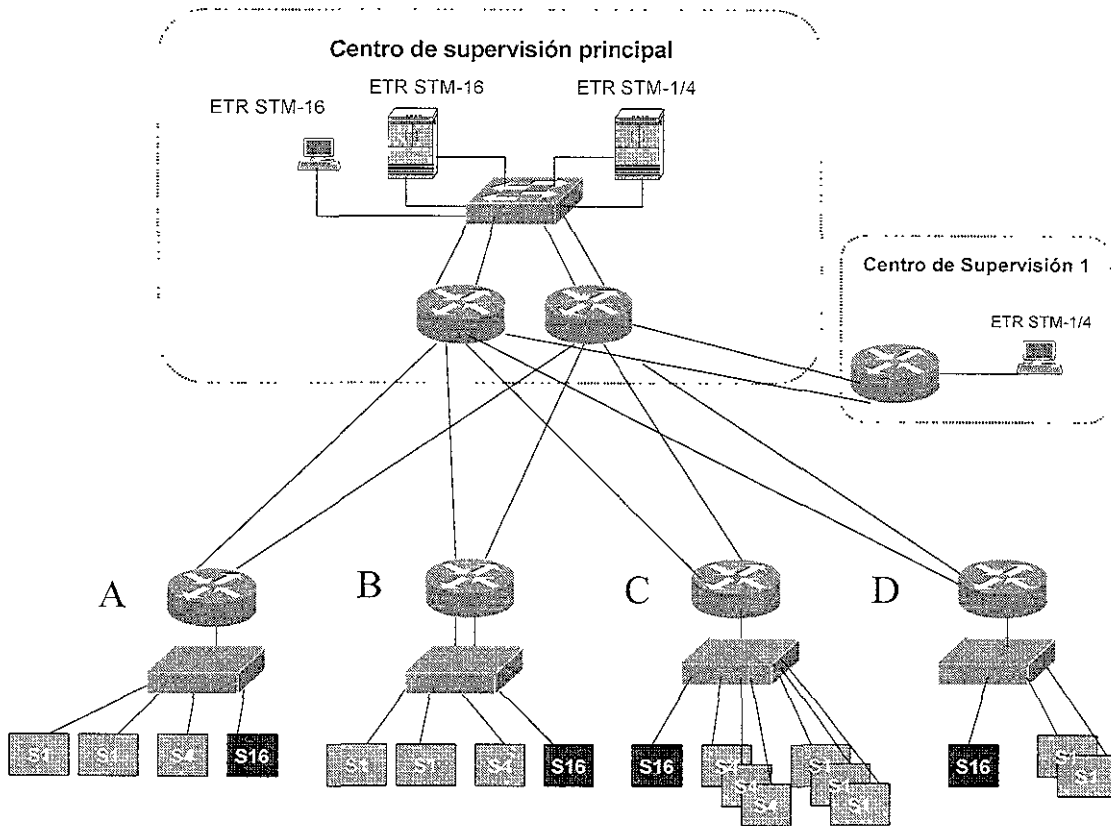 Centro de supervisión principal
ETR STM-16
ETR STM-16
ETR STM-1/4
Centro de Supervisión 1
ETR STM-1/4
A
B
C
D
S1
S4
S16
S1
S4
S16
S16
S4
S1
S16
S1